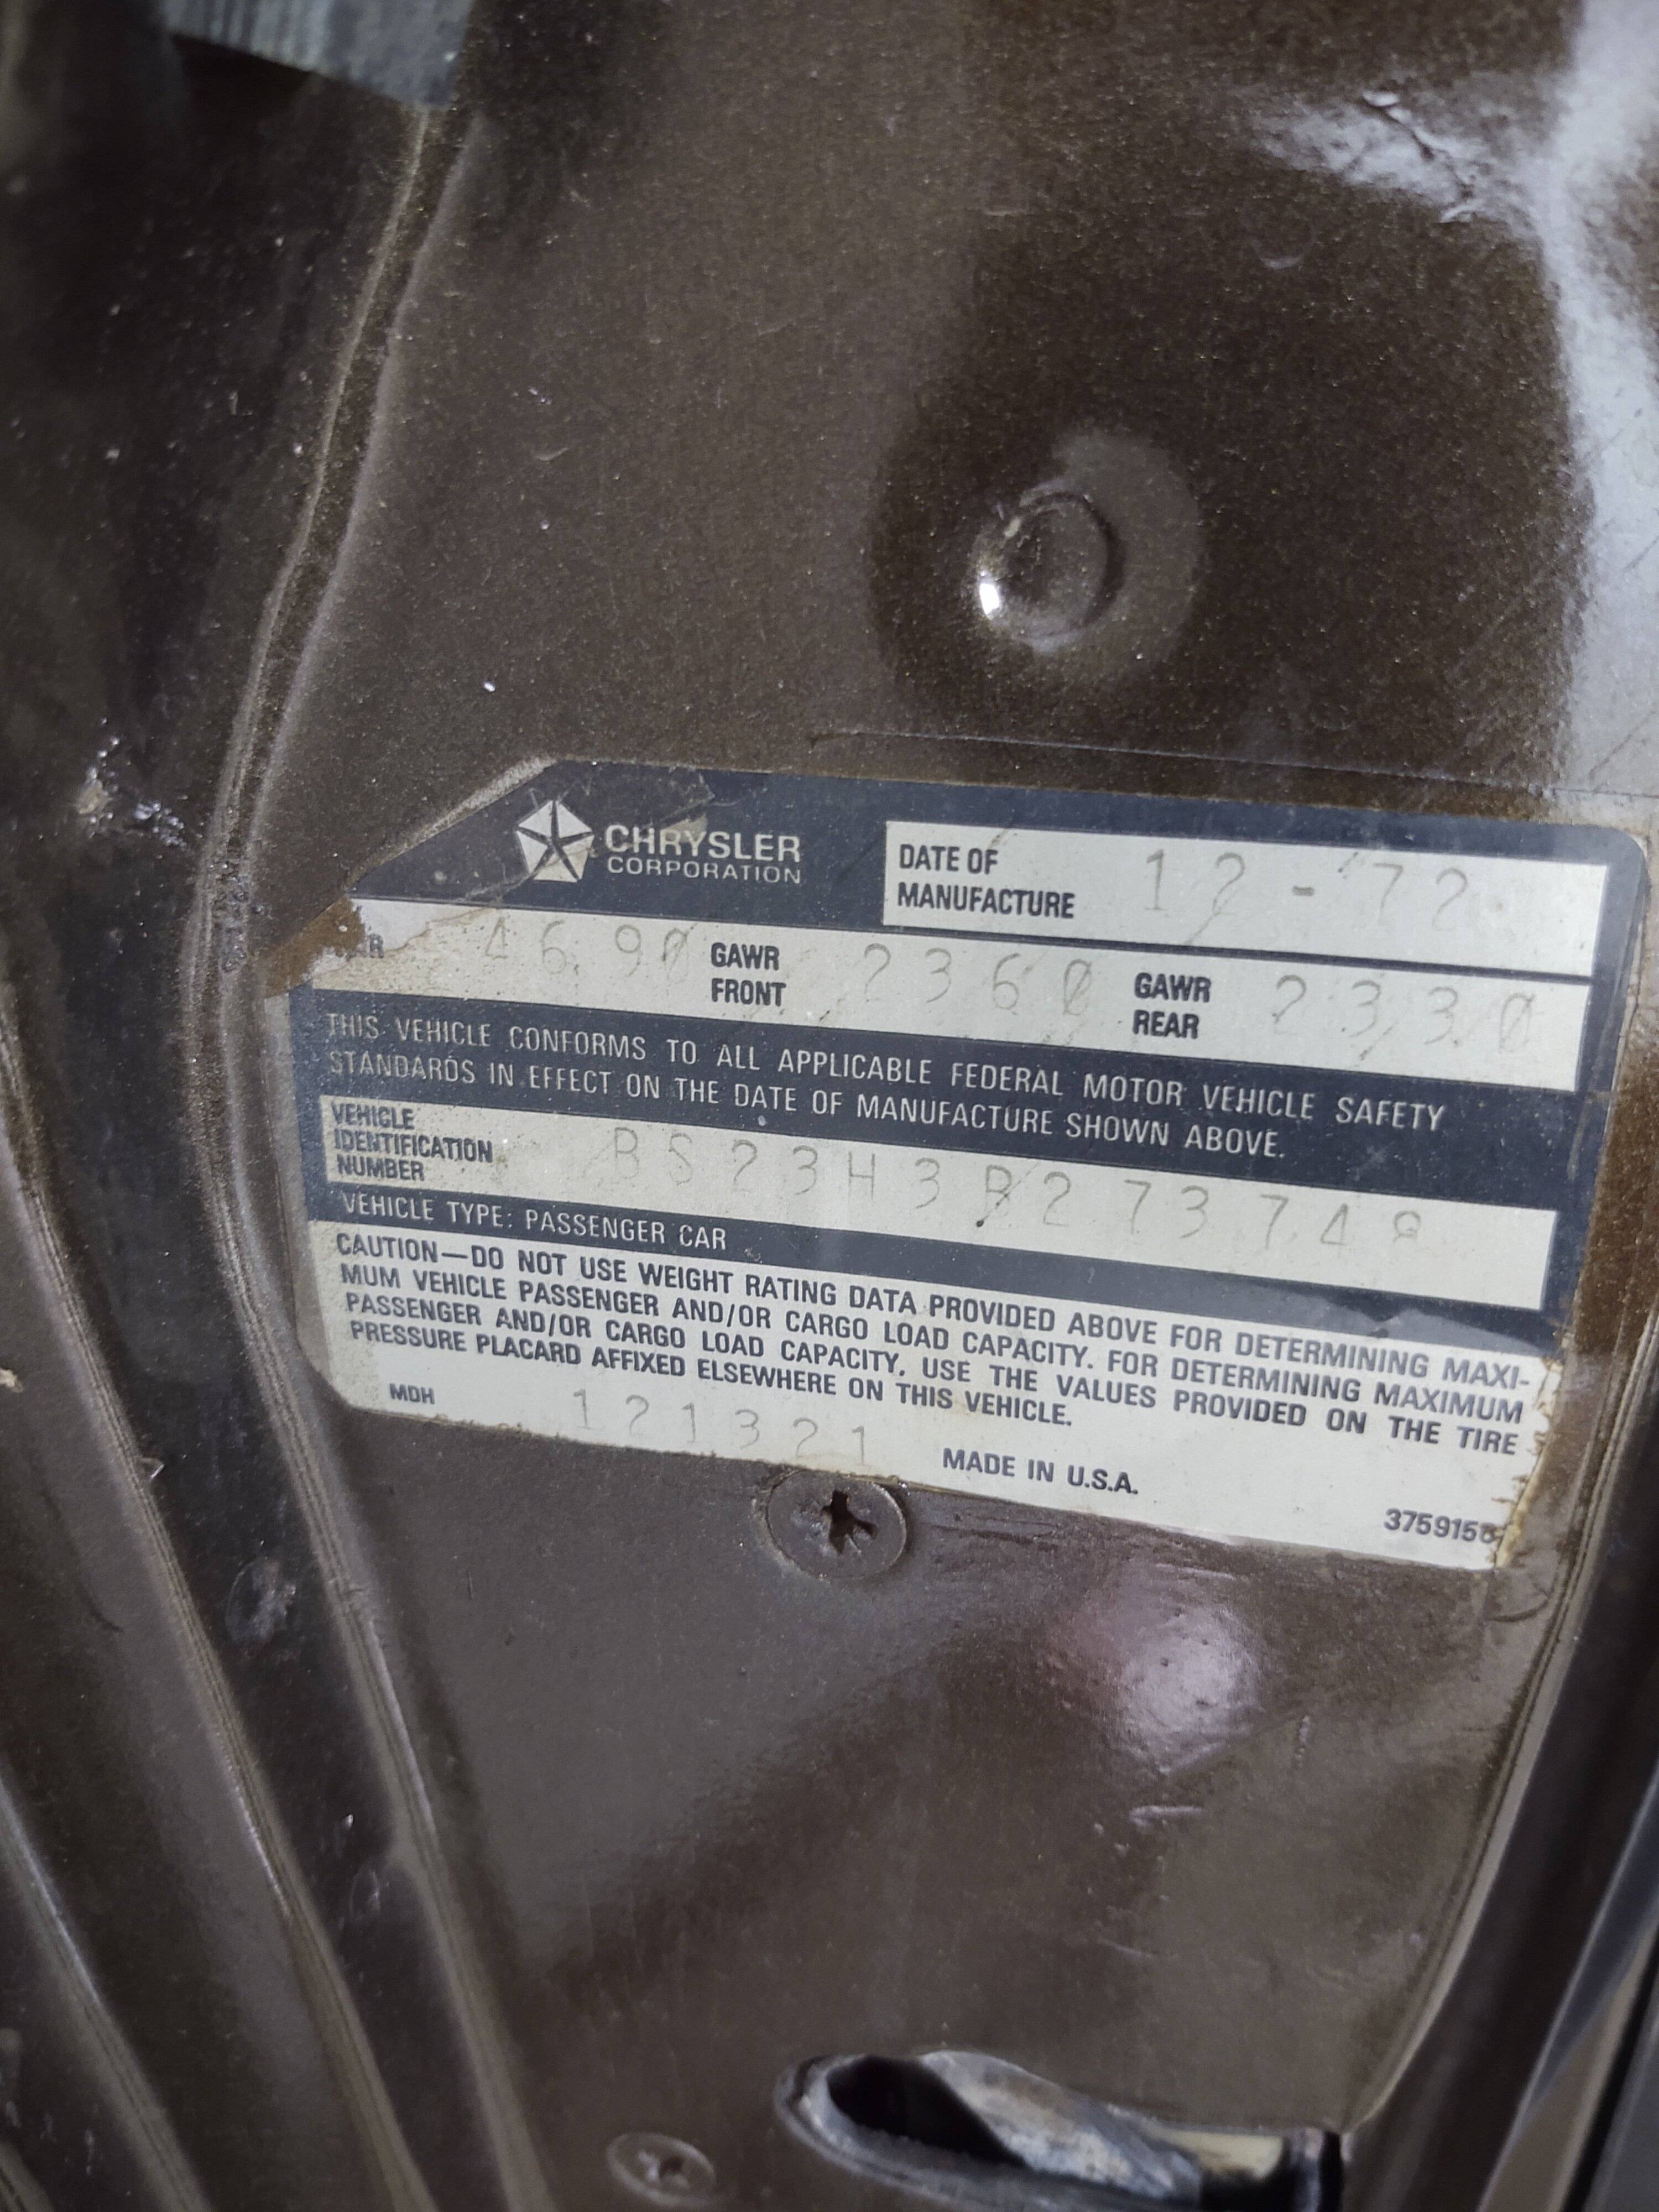 CHRYSLER
CORPORATION
DATE OF
MANUFACTURE 12-72
4690 GAWR
FRONT 2360 GAWR
REAR 2330
THIS VEHICLE CONFORMS TO ALL APPLICABLE FEDERAL MOTOR VEHICLE SAFETY
STANDARDS IN EFFECT ON THE DATE OF MANUFACTURE SHOWN ABOVE.
VEHICLE
IDENTIFICATION
NUMBER BS23H3B273748
VEHICLE TYPE: PASSENGER CAR
CAUTION—DO NOT USE WEIGHT RATING DATA PROVIDED ABOVE FOR DETERMINING MAXI-
MUM VEHICLE PASSENGER AND/OR CARGO LOAD CAPACITY. FOR DETERMINING MAXIMUM
PASSENGER AND/OR CARGO LOAD CAPACITY, USE THE VALUES PROVIDED ON THE TIRE
PRESSURE PLACARD AFFIXED ELSEWHERE ON THIS VEHICLE.
MDH 121321
MADE IN U.S.A.